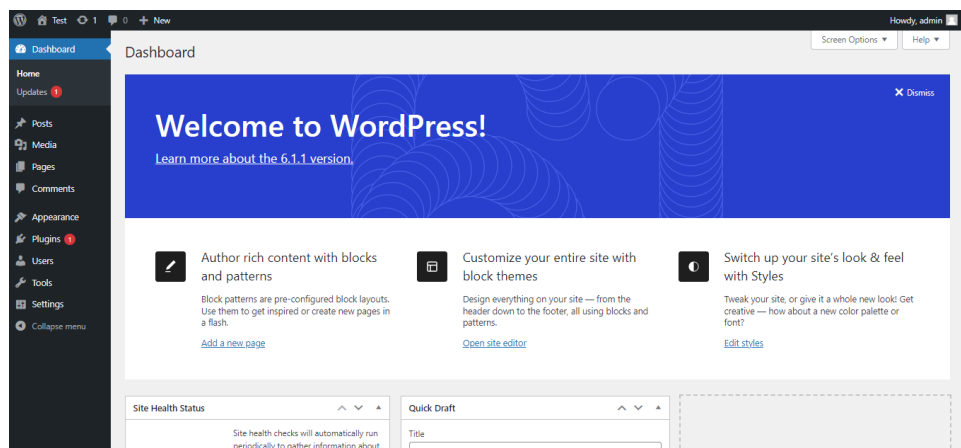 Test 1 0 New Howdy, admin
Screen Options ▼ Help ▼
Dashboard
Home
Updates 1
Posts
Media
Pages
Comments
Appearance
Plugins 1
Users
Tools
Settings
Collapse menu
Dashboard
Welcome to WordPress!
Learn more about the 6.1.1 version.
Dismiss
Author rich content with blocks
and patterns
Block patterns are pre-configured block layouts.
Use them to get inspired or create new pages in
a flash.
Add a new page
Customize your entire site with
block themes
Design everything on your site — from the
header down to the footer, all using blocks and
patterns.
Open site editor
Switch up your site's look & feel
with Styles
Tweak your site, or give it a whole new look! Get
creative — how about a new color palette or
font?
Edit styles
Site Health Status
Site health checks will automatically run
periodically to gather information about
Quick Draft
Title